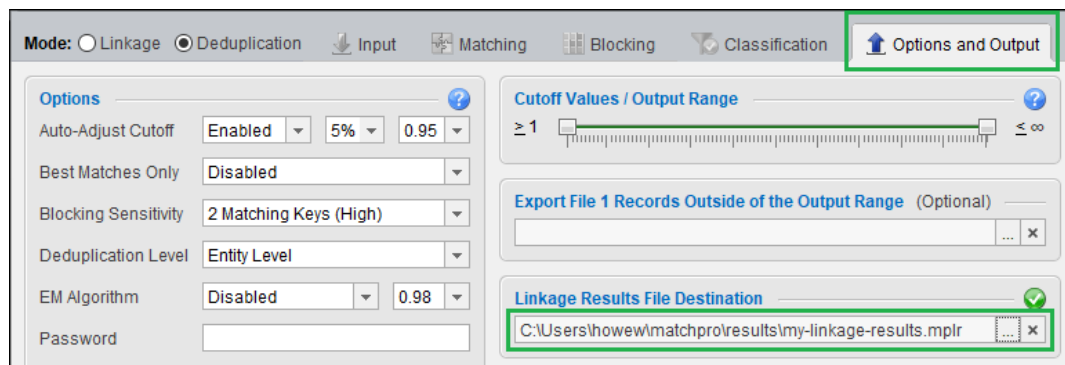 Mode: Linkage Deduplication Input Matching Blocking Classification Options and Output
Options
Auto-Adjust Cutoff Enabled 5% 0.95
Best Matches Only Disabled
Blocking Sensitivity 2 Matching Keys (High)
Deduplication Level Entity Level
EM Algorithm Disabled 0.98
Password
Cutoff Values / Output Range
≥ 1 ≤ ∞
Export File 1 Records Outside of the Output Range (Optional)
...
Linkage Results File Destination
C:\Users\howew\matchpro\results\my-linkage-results.mplr ...